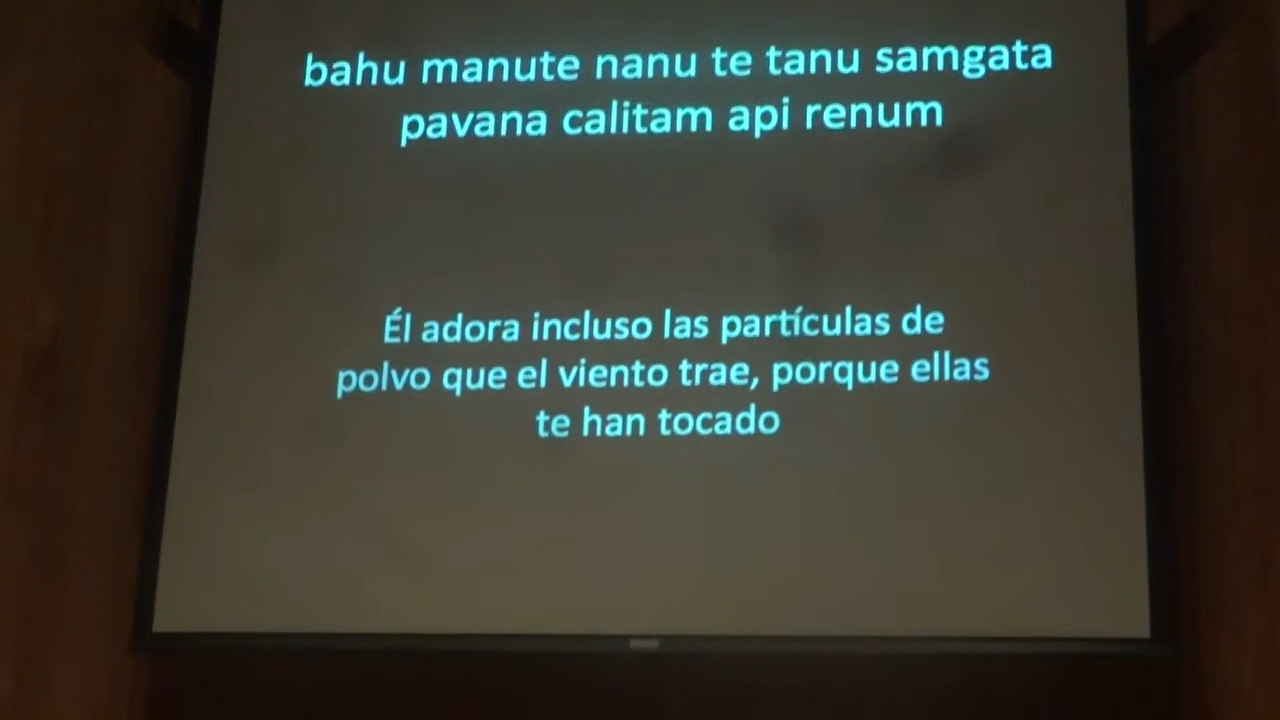 bahu manute nanu te tanu samgata
pavana calitam api renum
Él adora incluso las partículas de
polvo que el viento trae, porque ellas
te han tocado